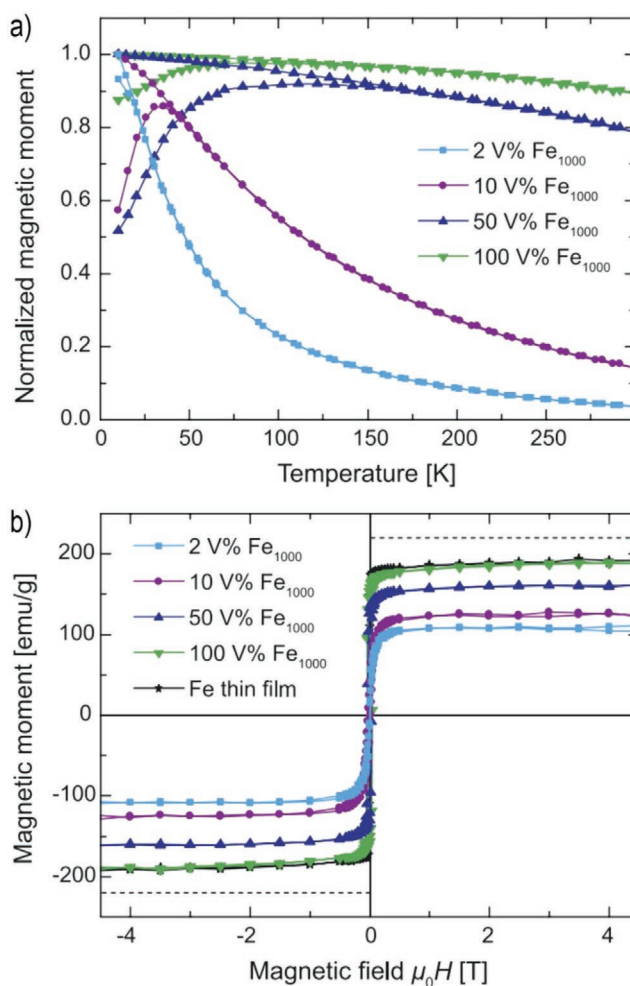 a)
1.0
0.8
0.6
0.4
0.2
0.0
Normalized magnetic moment
2 V% Fe1000
10 V% Fe1000
50 V% Fe1000
100 V% Fe1000
0 50 100 150 200 250
Temperature [K]
b)
200
100
0
-100
-200
Magnetic moment [emu/g]
2 V% Fe1000
10 V% Fe1000
50 V% Fe1000
100 V% Fe1000
Fe thin film
-4 -2 0 2 4
Magnetic field μ0H [T]